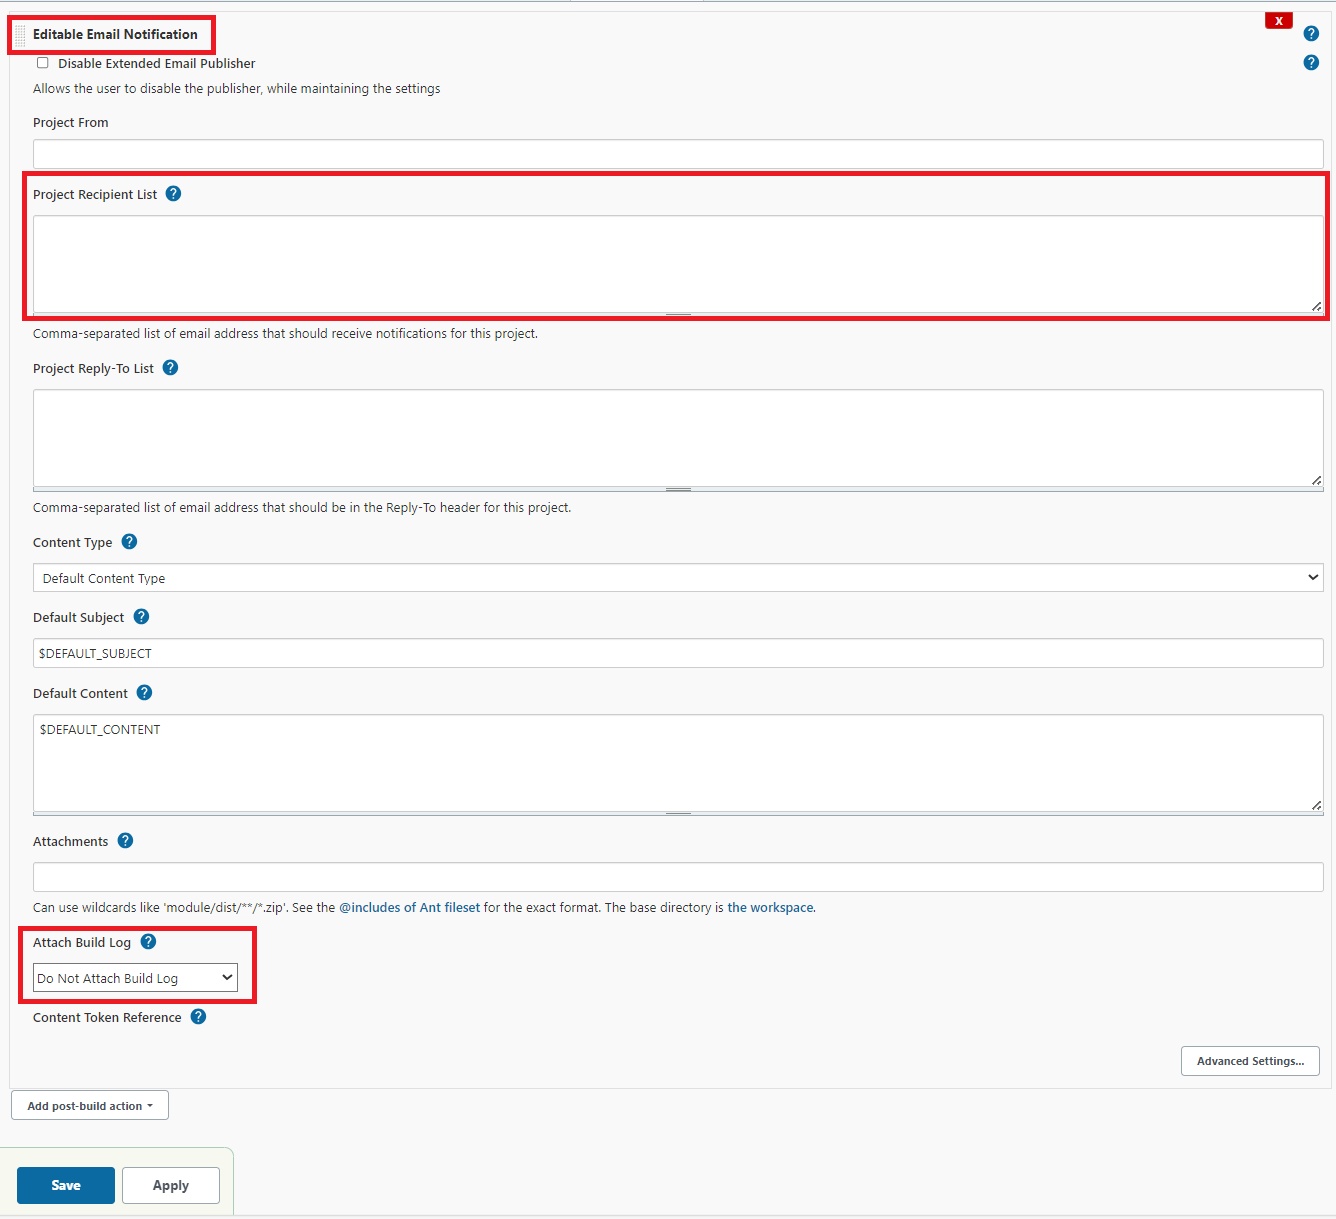 X
Editable Email Notification ?
Disable Extended Email Publisher ?
Allows the user to disable the publisher, while maintaining the settings
Project From
Project Recipient List ?
Comma-separated list of email address that should receive notifications for this project.
Project Reply-To List ?
Comma-separated list of email address that should be in the Reply-To header for this project.
Content Type ?
Default Content Type
Default Subject ?
$DEFAULT_SUBJECT
Default Content ?
$DEFAULT_CONTENT
Attachments ?
Can use wildcards like 'module/dist/**/*.zip'. See the @includes of Ant fileset for the exact format. The base directory is the workspace.
Attach Build Log ?
Do Not Attach Build Log
Content Token Reference ?
Advanced Settings...
Add post-build action
Save Apply